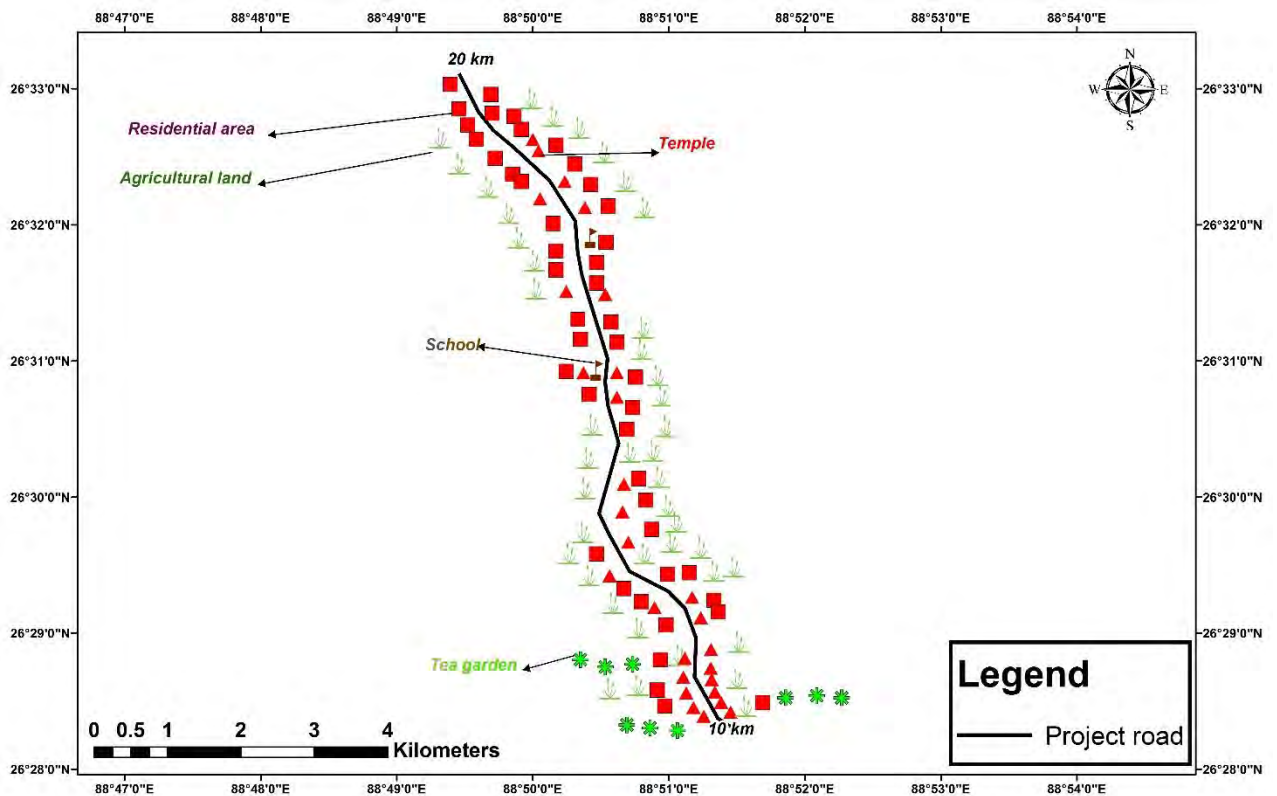 88°47'0"E 88°48'0"E 88°49'0"E 88°50'0"E 88°51'0"E 88°52'0"E 88°53'0"E 88°54'0"E
20 km
N
W E
S
26°33'0"N 26°33'0"N
Residential area
Temple
Agricultural land
26°32'0"N 26°32'0"N
School
26°31'0"N 26°31'0"N
26°30'0"N 26°30'0"N
26°29'0"N 26°29'0"N
Tea garden
Legend
Project road
10 km
0 0.5 1 2 3 4
Kilometers
26°28'0"N 26°28'0"N
88°47'0"E 88°48'0"E 88°49'0"E 88°50'0"E 88°51'0"E 88°52'0"E 88°53'0"E 88°54'0"E